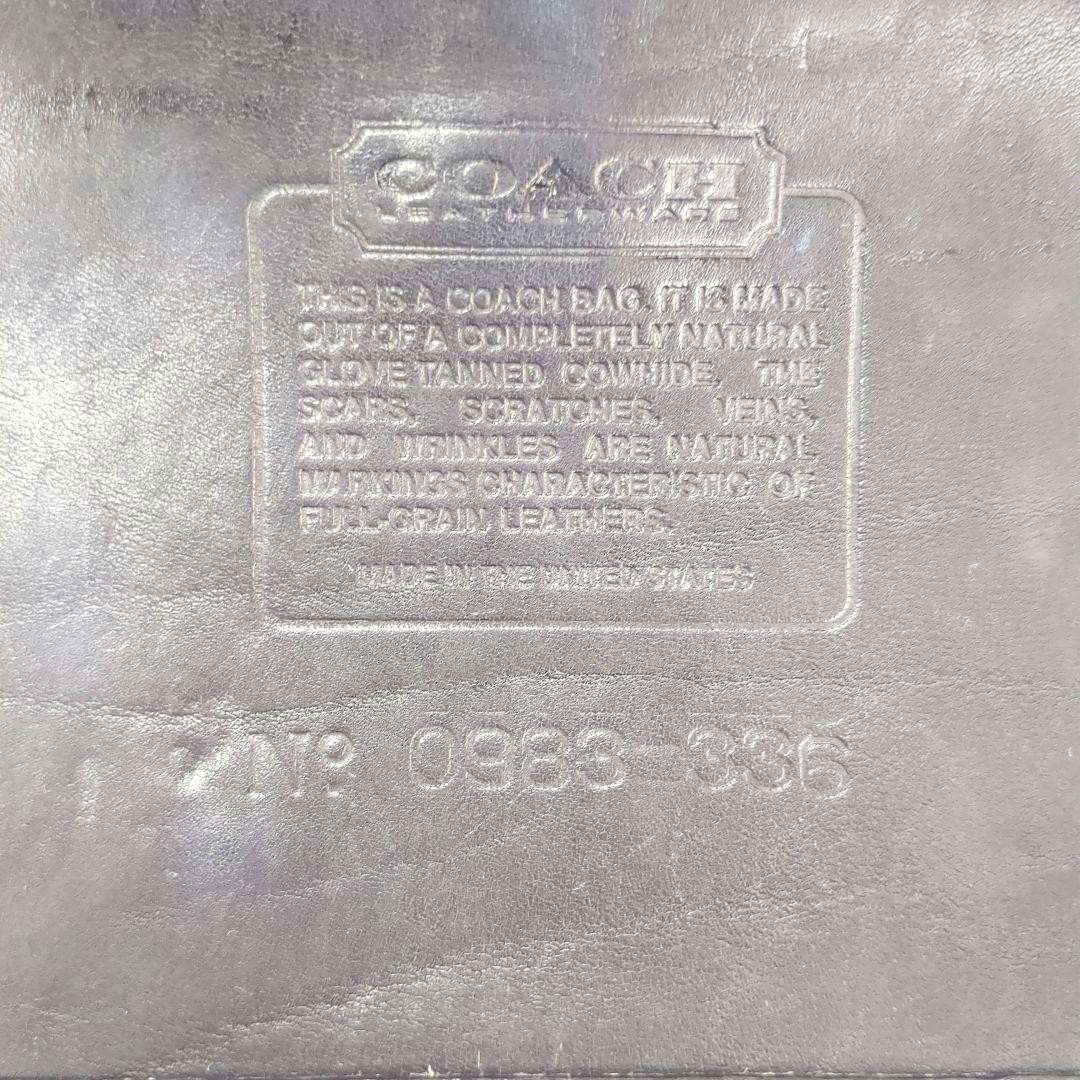 COACH
LEATHERWARE
THIS IS A COACH BAG. IT IS MADE
OUT OF A COMPLETELY NATURAL
GLOVE TANNED COWHIDE, THE
SCARS, SCRATCHES, VEINS,
AND WRINKLES ARE NATURAL
MARKINGS CHARACTERISTIC OF
FULL-GRAIN LEATHERS.
MADE IN THE UNITED STATES
No 0983-336